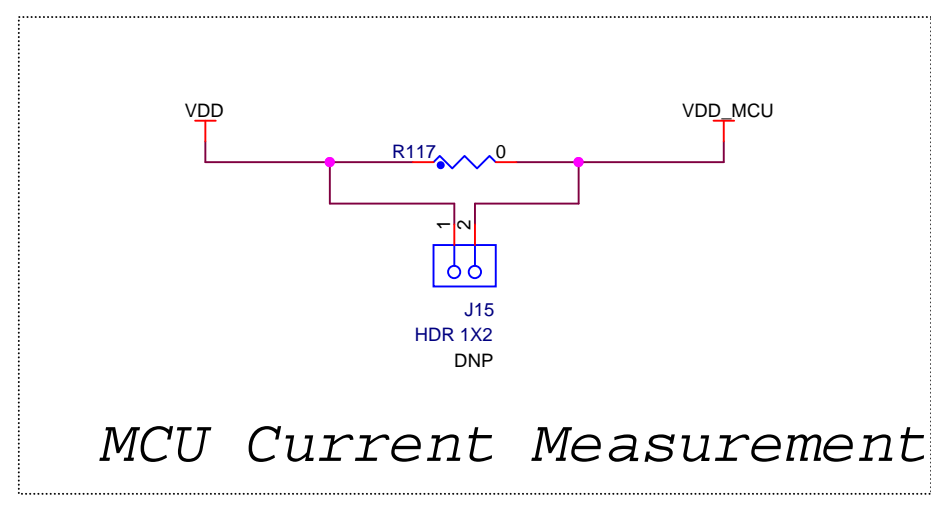 VDD
VDD_MCU
R117
0
1
2
J15
HDR 1X2
DNP
MCU Current Measurement